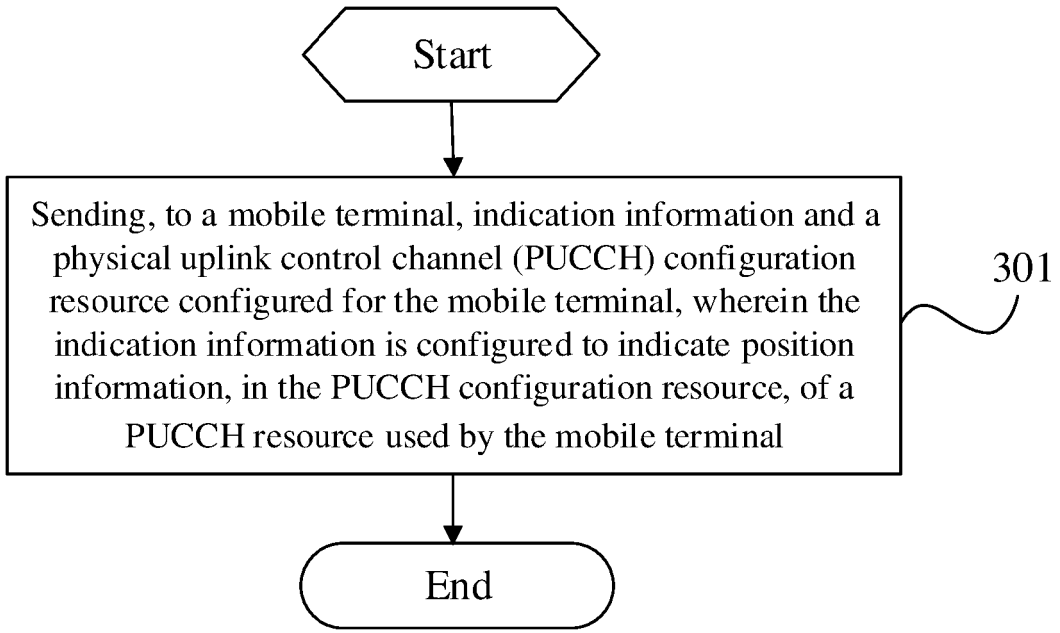 Start
Sending, to a mobile terminal, indication information and a
physical uplink control channel (PUCCH) configuration
resource configured for the mobile terminal, wherein the
indication information is configured to indicate position
information, in the PUCCH configuration resource, of a
PUCCH resource used by the mobile terminal
301
End